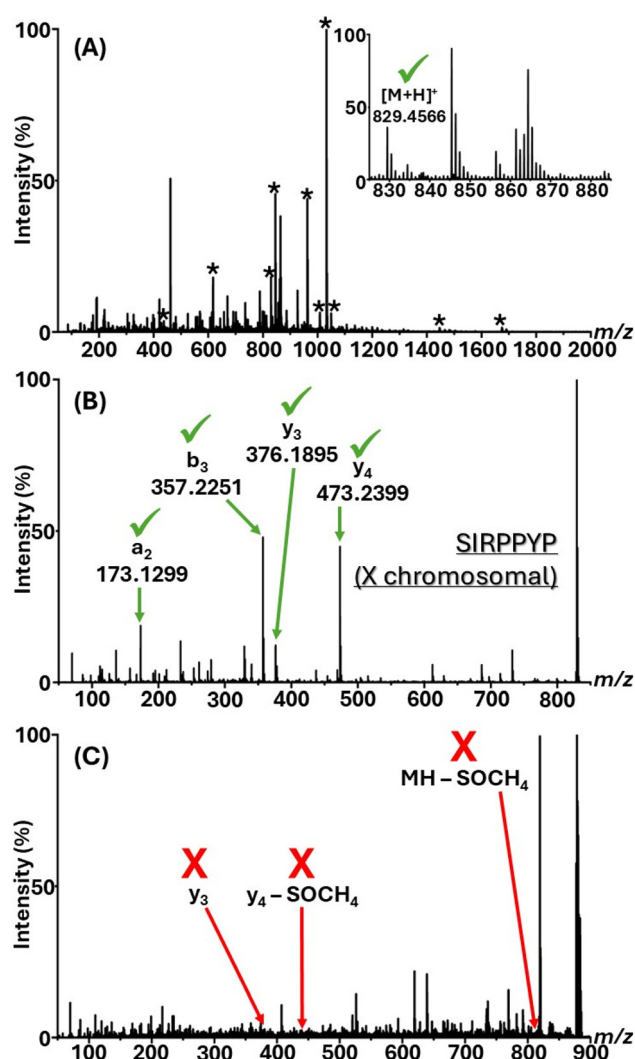 (A)
Intensity (%)
100
50
0
200 400 600 800 1000 1200 1400 1600 1800 2000
m/z
* * * * * * * * * *
100
50
0
[M+H]⁺
829.4566
830 840 850 860 870 880
(B)
Intensity (%)
100
50
0
a₂
173.1299
b₃
357.2251
y₃
376.1895
y₄
473.2399
SIRPPYP
(X chromosomal)
100 200 300 400 500 600 700 800
m/z
(C)
Intensity (%)
100
50
0
X
y₃
X
y₄ – SOCH₄
X
MH – SOCH₄
100 200 300 400 500 600 700 800 900
m/z